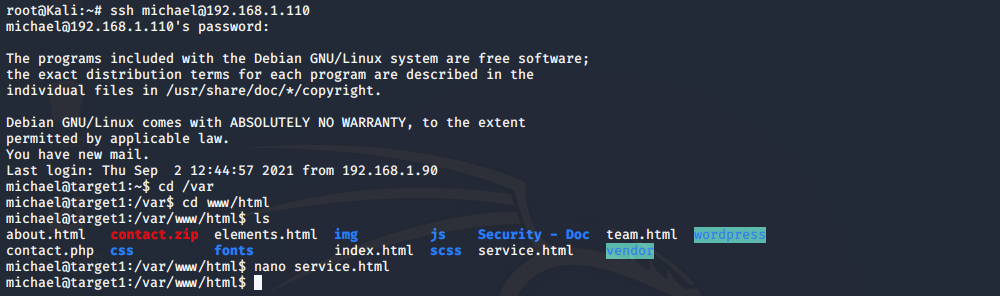 root@Kali:~# ssh michael@192.168.1.110
michael@192.168.1.110's password:
The programs included with the Debian GNU/Linux system are free software;
the exact distribution terms for each program are described in the
individual files in /usr/share/doc/*/copyright.
Debian GNU/Linux comes with ABSOLUTELY NO WARRANTY, to the extent
permitted by applicable law.
You have new mail.
Last login: Thu Sep  2 12:44:57 2021 from 192.168.1.90
michael@target1:~$ cd /var
michael@target1:/var$ cd www/html
michael@target1:/var/www/html$ ls
about.html   contact.zip  elements.html  img         js    Security - Doc  team.html  wordpress
contact.php  css          fonts          index.html  scss  service.html    vendor
michael@target1:/var/www/html$ nano service.html
michael@target1:/var/www/html$